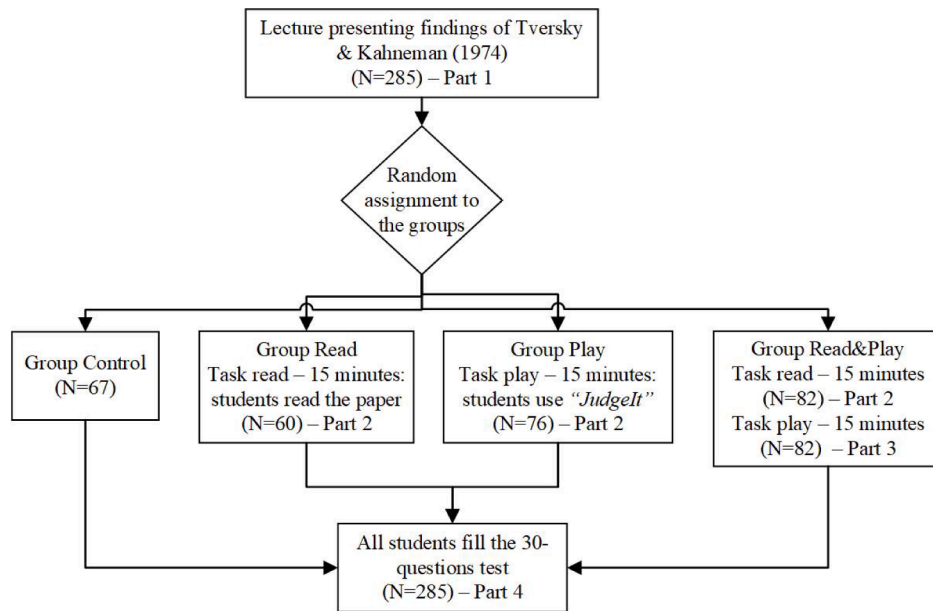 Lecture presenting findings of Tversky
& Kahneman (1974)
(N=285) – Part 1
Random
assignment to
the groups
Group Control
(N=67)
Group Read
Task read – 15 minutes:
students read the paper
(N=60) – Part 2
Group Play
Task play – 15 minutes:
students use “JudgeIt”
(N=76) – Part 2
Group Read&Play
Task read – 15 minutes
(N=82) – Part 2
Task play – 15 minutes
(N=82) – Part 3
All students fill the 30-
questions test
(N=285) – Part 4